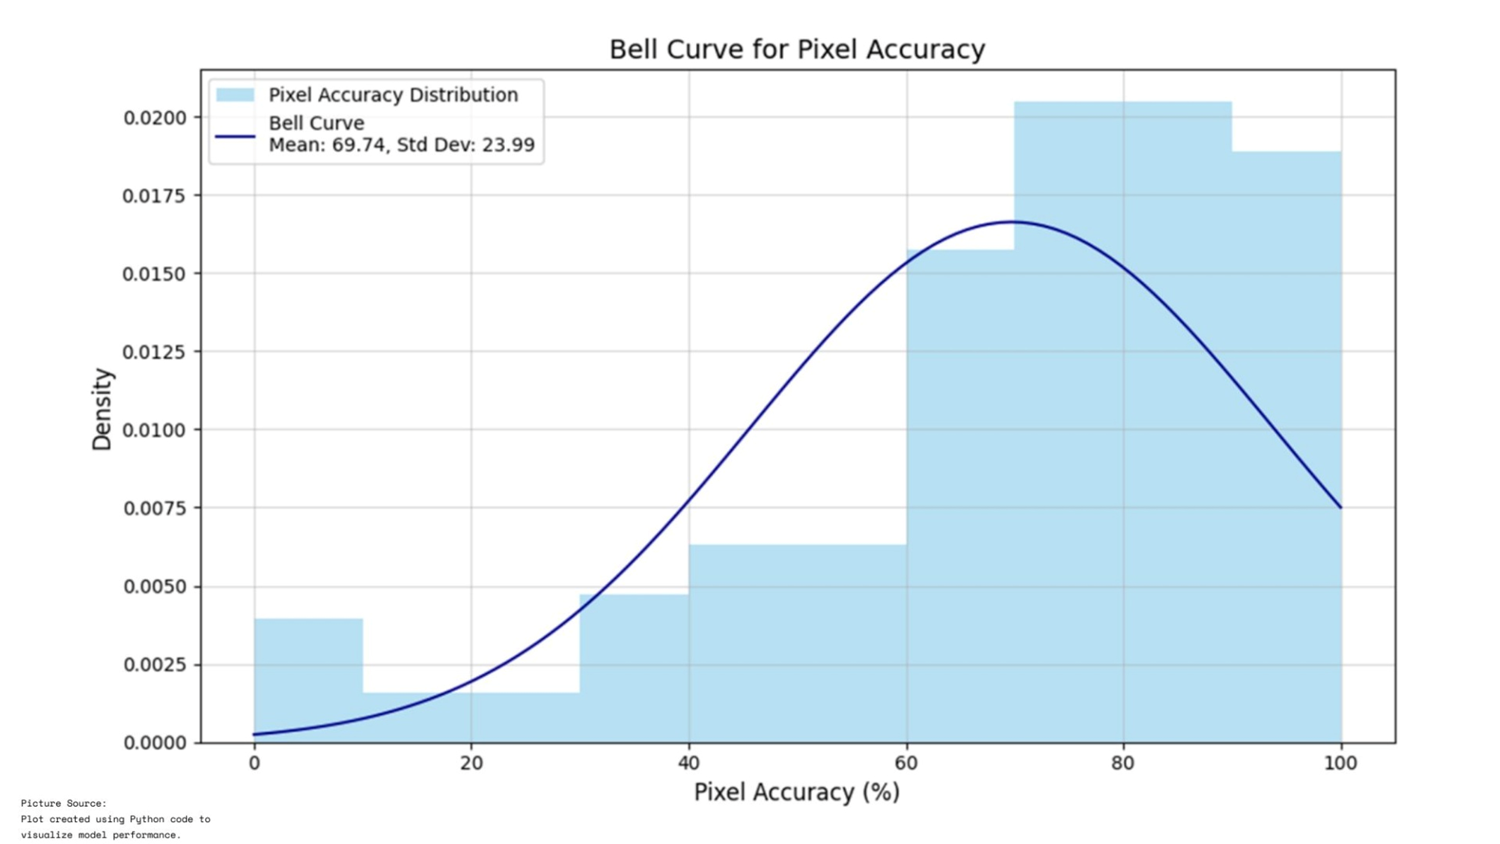 Bell Curve for Pixel Accuracy
Pixel Accuracy Distribution
Bell Curve
Mean: 69.74, Std Dev: 23.99
0.0200
0.0175
0.0150
0.0125
0.0100
0.0075
0.0050
0.0025
0.0000
Density
0 20 40 60 80 100
Pixel Accuracy (%)
Picture Source:
Plot created using Python code to
visualize model performance.